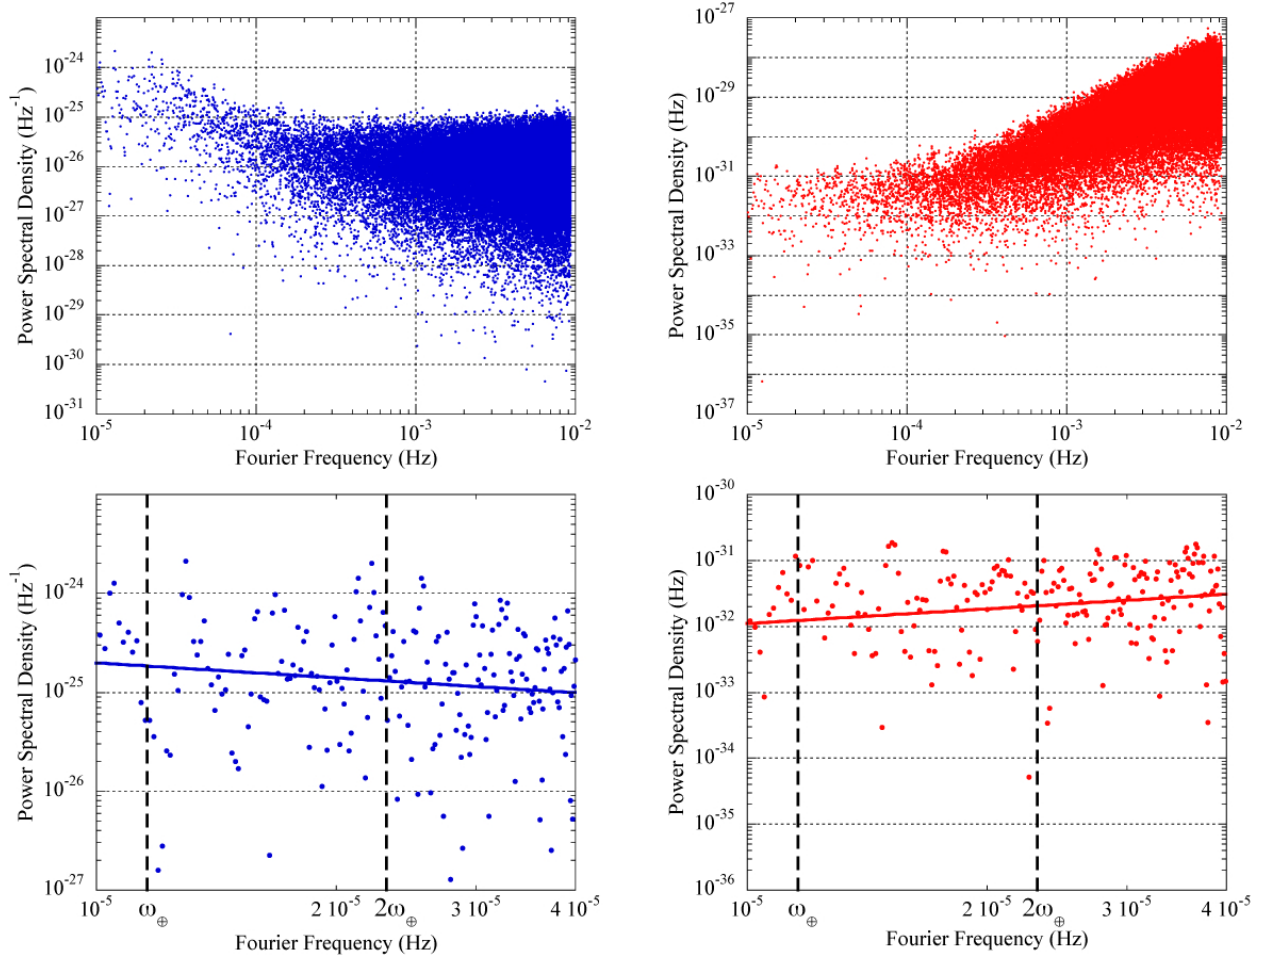 Power Spectral Density (Hz⁻¹)
10⁻²⁴
10⁻²⁵
10⁻²⁶
10⁻²⁷
10⁻²⁸
10⁻²⁹
10⁻³⁰
10⁻³¹
10⁻⁵ 10⁻⁴ 10⁻³ 10⁻²
Fourier Frequency (Hz)
Power Spectral Density (Hz)
10⁻²⁷
10⁻²⁹
10⁻³¹
10⁻³³
10⁻³⁵
10⁻³⁷
10⁻⁵ 10⁻⁴ 10⁻³ 10⁻²
Fourier Frequency (Hz)
Power Spectral Density (Hz⁻¹)
10⁻²⁴
10⁻²⁵
10⁻²⁶
10⁻²⁷
10⁻⁵ ω⊕ 2 10⁻⁵ 2ω⊕ 3 10⁻⁵ 4 10⁻⁵
Fourier Frequency (Hz)
Power Spectral Density (Hz)
10⁻³⁰
10⁻³¹
10⁻³²
10⁻³³
10⁻³⁴
10⁻³⁵
10⁻³⁶
10⁻⁵ ω⊕ 2 10⁻⁵ 2ω⊕ 3 10⁻⁵ 4 10⁻⁵
Fourier Frequency (Hz)